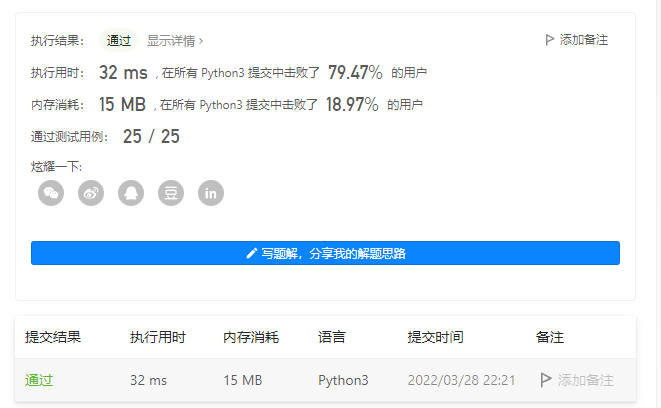 执行结果： 通过 显示详情 › 添加备注
执行用时： 32 ms , 在所有 Python3 提交中击败了 79.47% 的用户
内存消耗： 15 MB , 在所有 Python3 提交中击败了 18.97% 的用户
通过测试用例： 25 / 25
炫耀一下:
豆 in
写题解，分享我的解题思路
提交结果 执行用时 内存消耗 语言 提交时间 备注
通过 32 ms 15 MB Python3 2022/03/28 22:21 添加备注